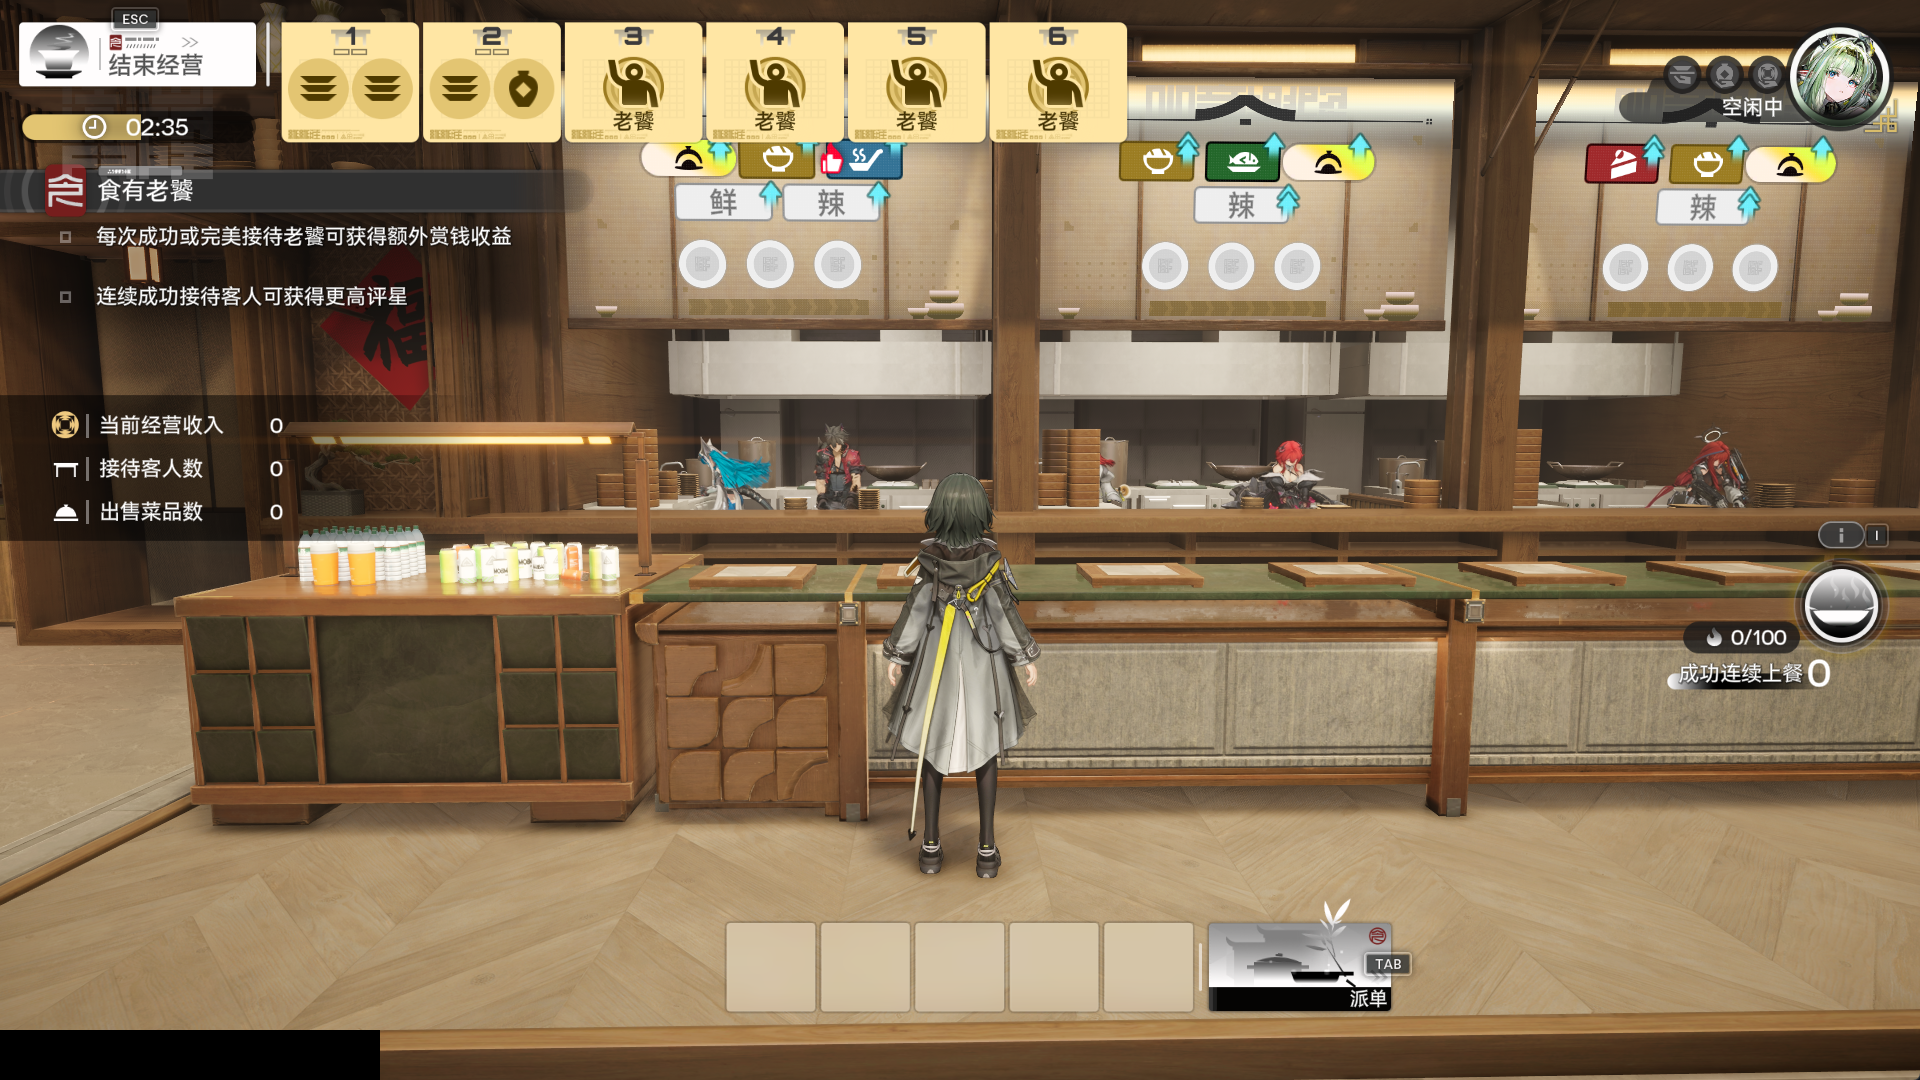 ESC
结束经营
02:35
1
2
3
老饕
4
老饕
5
老饕
6
老饕
空闲中
食有老饕
每次成功或完美接待老饕可获得额外赏钱收益
连续成功接待客人可获得更高评星
鲜
辣
辣
辣
福
当前经营收入 0
接待客人数 0
出售菜品数 0
I
0/100
成功连续上餐 0
TAB
派单